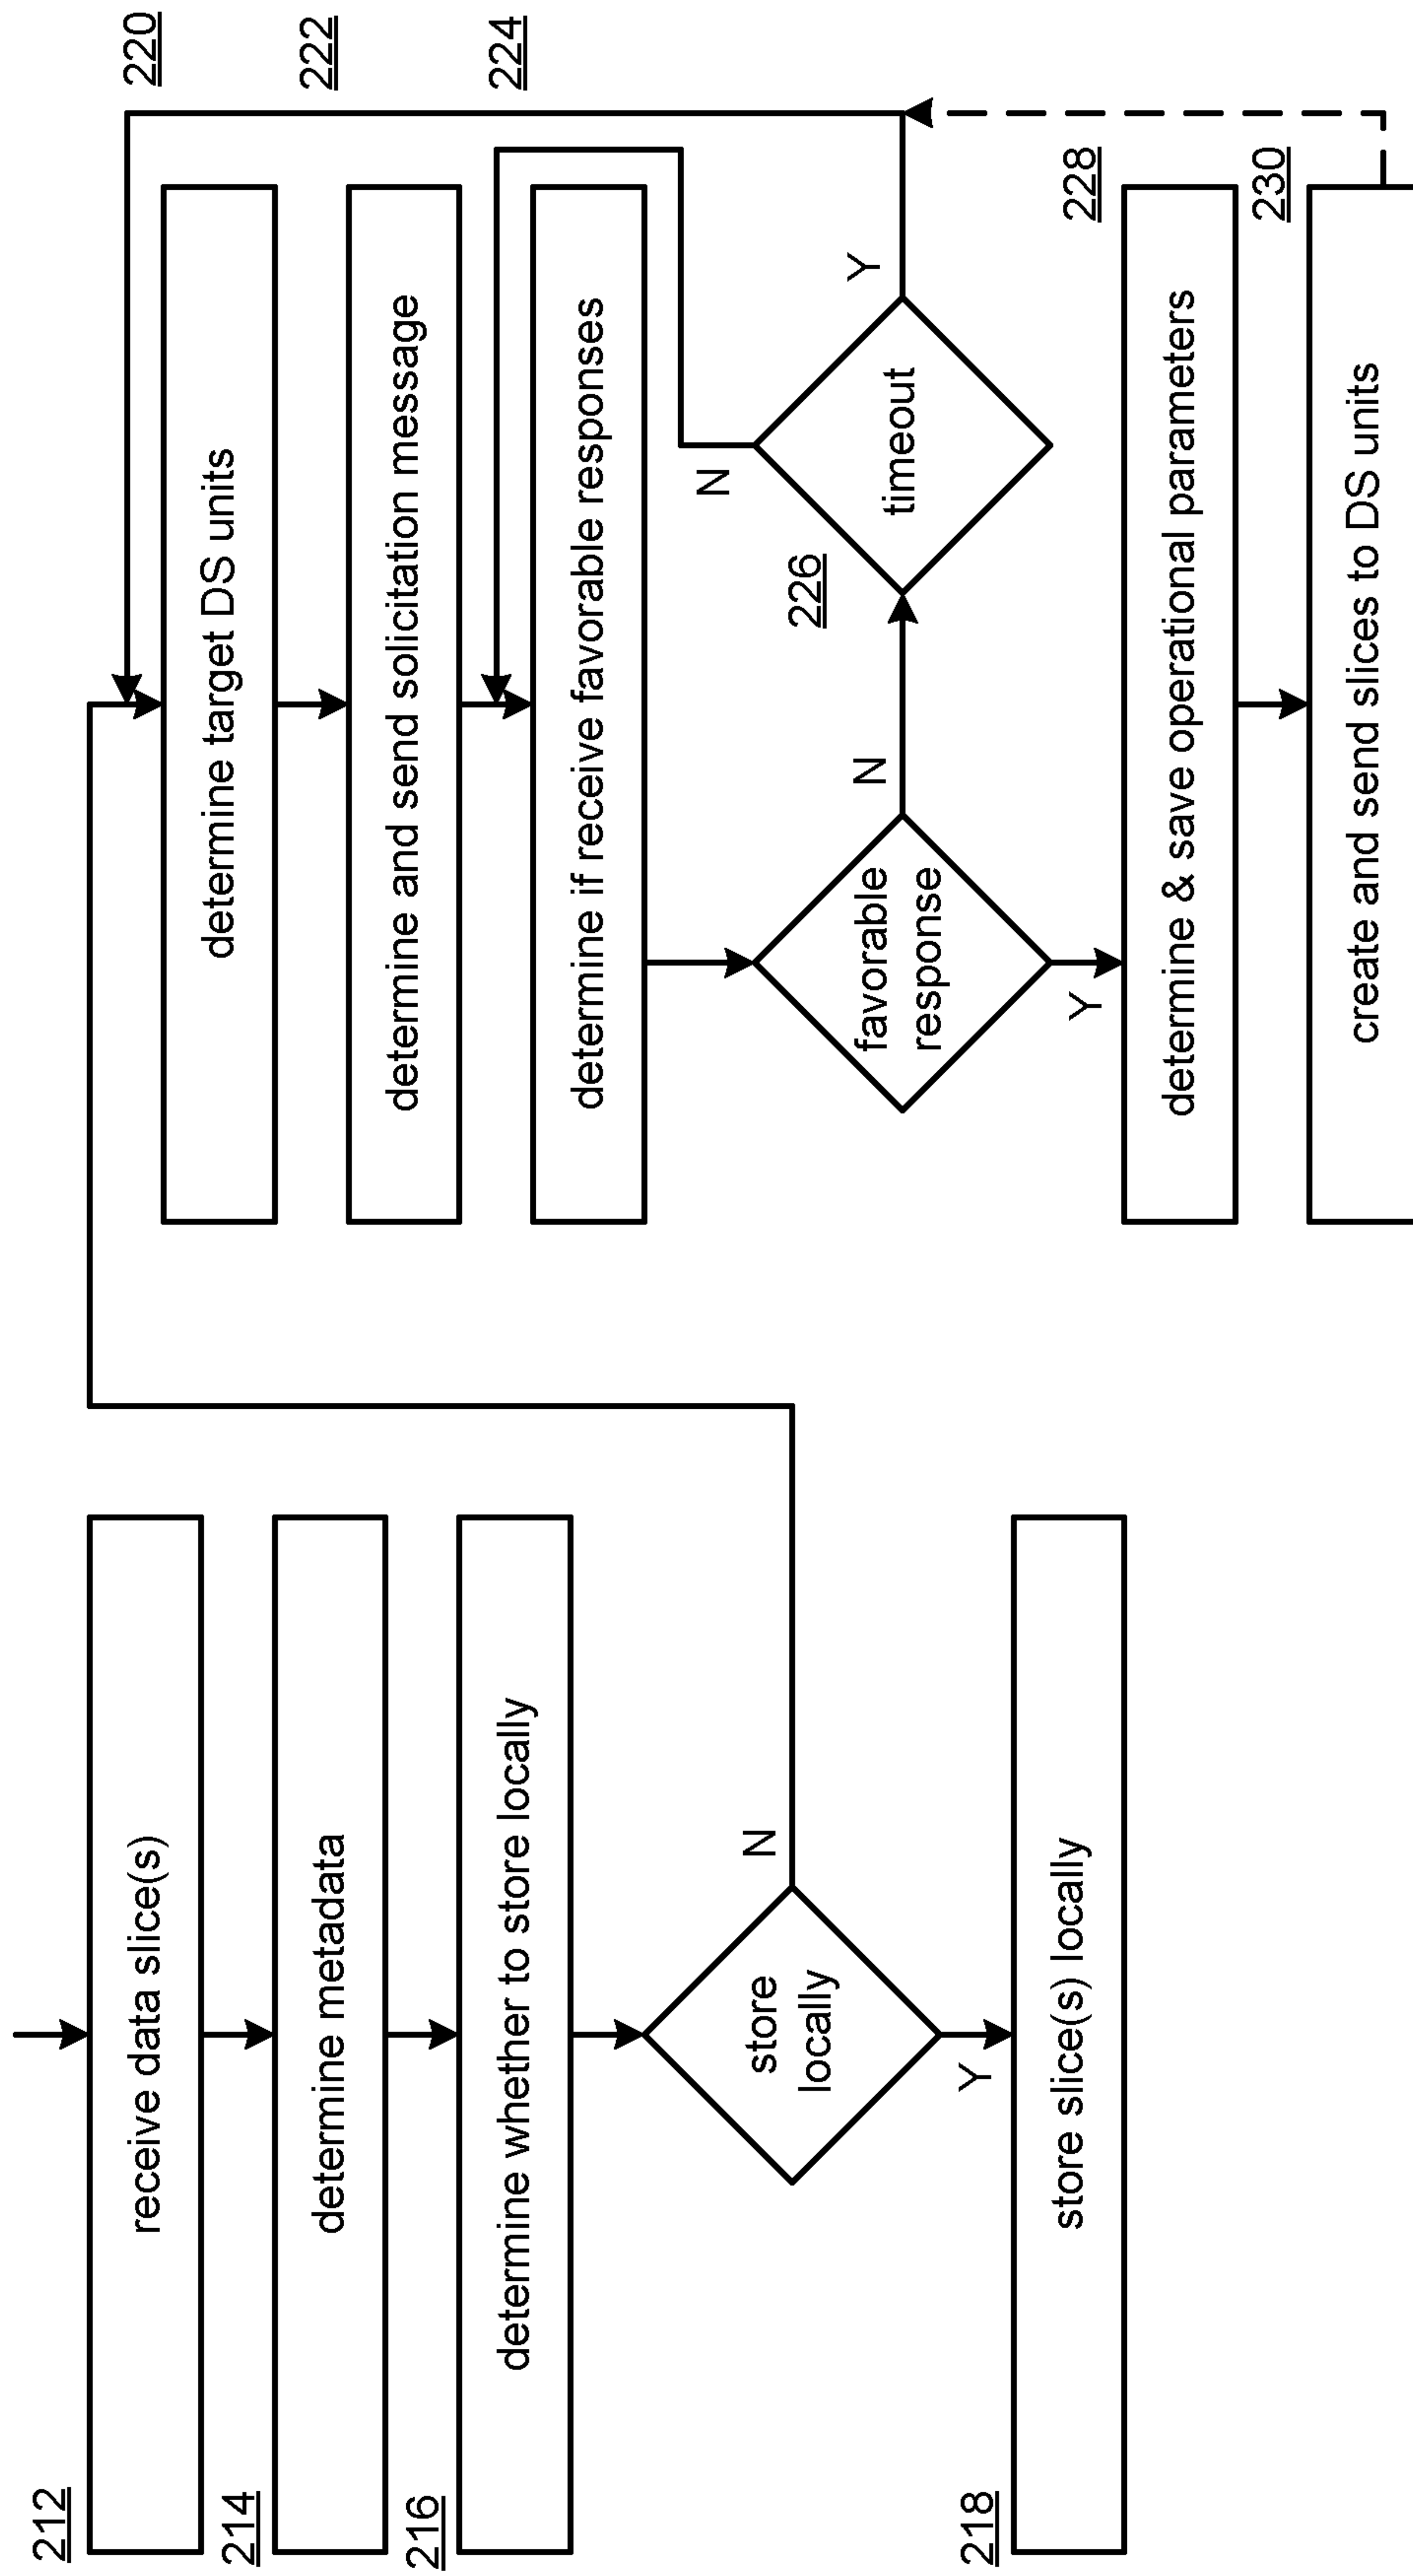 212
receive data slice(s)
214
determine metadata
216
determine whether to store locally
store
locally
N
Y
218
store slice(s) locally
220
determine target DS units
222
determine and send solicitation message
224
determine if receive favorable responses
favorable
response
N
226
timeout
N
Y
Y
228
determine & save operational parameters
230
create and send slices to DS units